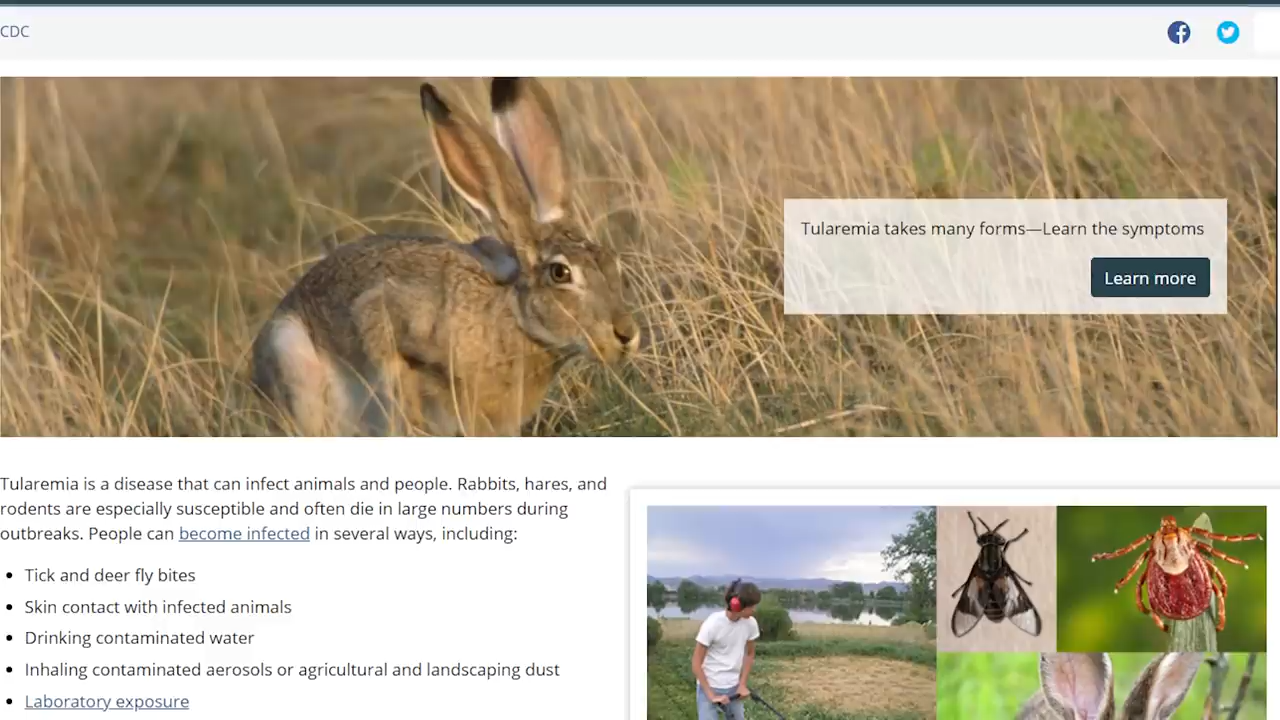 CDC
Tularemia takes many forms—Learn the symptoms
Learn more
Tularemia is a disease that can infect animals and people. Rabbits, hares, and
rodents are especially susceptible and often die in large numbers during
outbreaks. People can become infected in several ways, including:
• Tick and deer fly bites
• Skin contact with infected animals
• Drinking contaminated water
• Inhaling contaminated aerosols or agricultural and landscaping dust
• Laboratory exposure